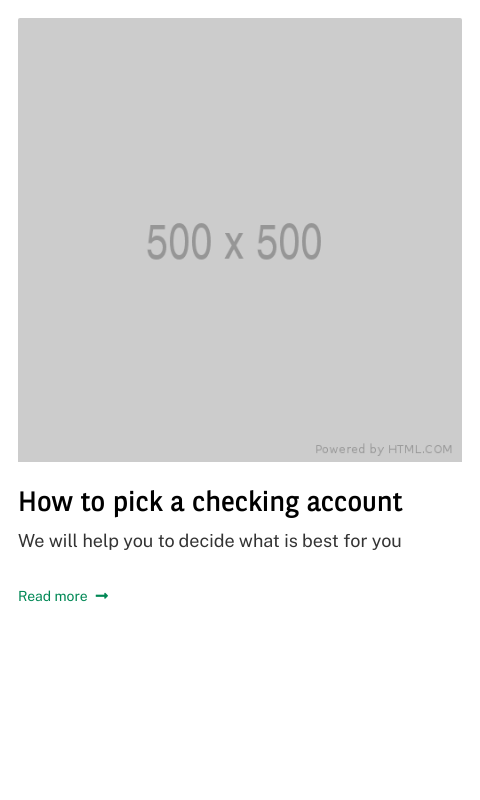 500 x 500
Powered by HTML.COM
How to pick a checking account
We will help you to decide what is best for you
Read more →